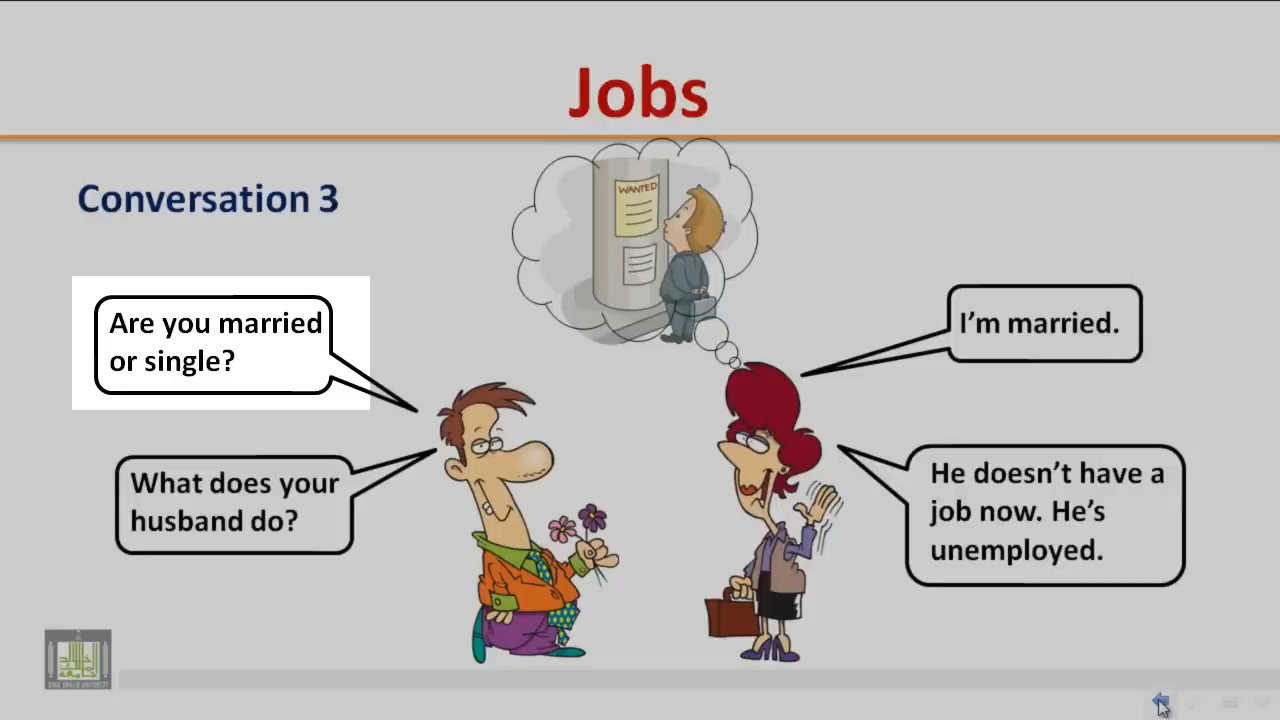 Jobs
Conversation 3
WANTED
Are you married
or single?
I'm married.
What does your
husband do?
He doesn't have a
job now. He's
unemployed.